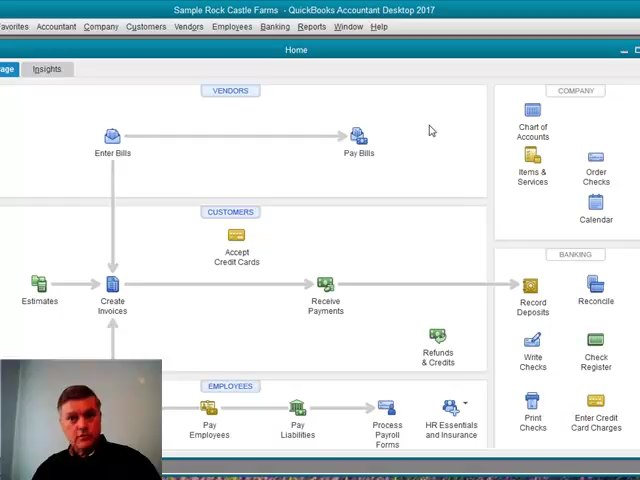 Sample Rock Castle Farms - QuickBooks Accountant Desktop 2017
avorites Accountant Company Customers Vendors Employees Banking Reports Window Help
Home
age Insights
VENDORS
Enter Bills
Pay Bills
COMPANY
Chart of
Accounts
Items &
Services
Order
Checks
Calendar
CUSTOMERS
Accept
Credit Cards
Estimates
Create
Invoices
Receive
Payments
Refunds
& Credits
BANKING
Record
Deposits
Reconcile
Write
Checks
Check
Register
Print
Checks
Enter Credit
Card Charges
EMPLOYEES
Pay
Employees
Pay
Liabilities
Process
Payroll
Forms
HR Essentials
and Insurance